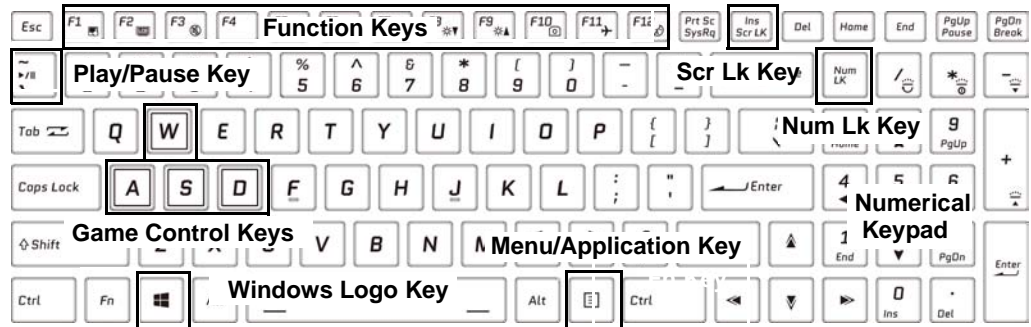 Esc F1 F2 F3 F4 Function Keys F9 F10 F11 F12 Prt Sc SysRq Ins Scr LK Del Home End PgUp Pause PgDn Break
~ Play/Pause Key % 5 ^ 6 & 7 * 8 ( 9 ) 0 — - Scr Lk Key Num LK / * -
Tab Q W E R T Y U I O P { [ } ] Num Lk Key Home 9 PgUp +
Caps Lock A S D F G H J K L : ; " ' Enter 4 5 6
Numerical
Keypad
Shift Game Control Keys V B N Menu/Application Key 1 End PgDn Enter
Ctrl Fn Windows Logo Key Alt Ctrl 0 Ins . Del